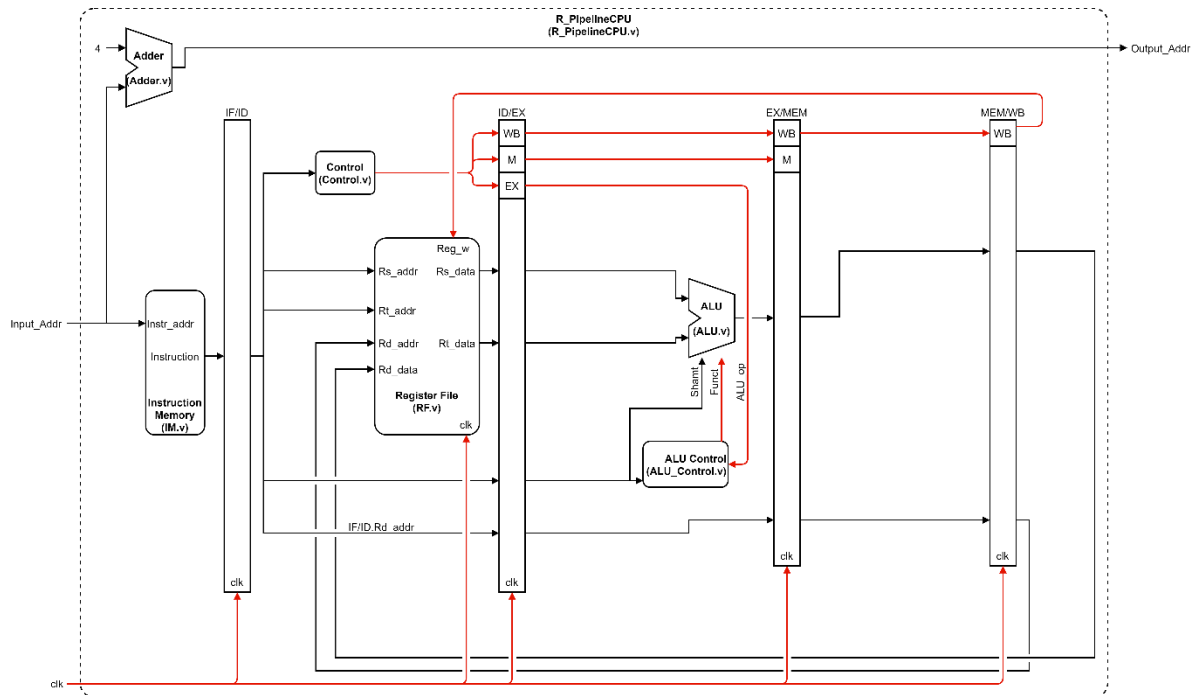 R_PipelineCPU
(R_PipelineCPU.v)
4
Adder
(Adder.v)
Output_Addr
IF/ID
ID/EX
EX/MEM
MEM/WB
WB
WB
WB
Control
(Control.v)
M
M
EX
Reg_w
Rs_addr
Rs_data
Rt_addr
ALU
(ALU.v)
Input_Addr
Instr_addr
Rd_addr
Rt_data
Instruction
Rd_data
Shamt
Funct
ALU_op
Instruction
Memory
(IM.v)
Register File
(RF.v)
clk
ALU Control
(ALU_Control.v)
IF/ID.Rd_addr
clk
clk
clk
clk
clk